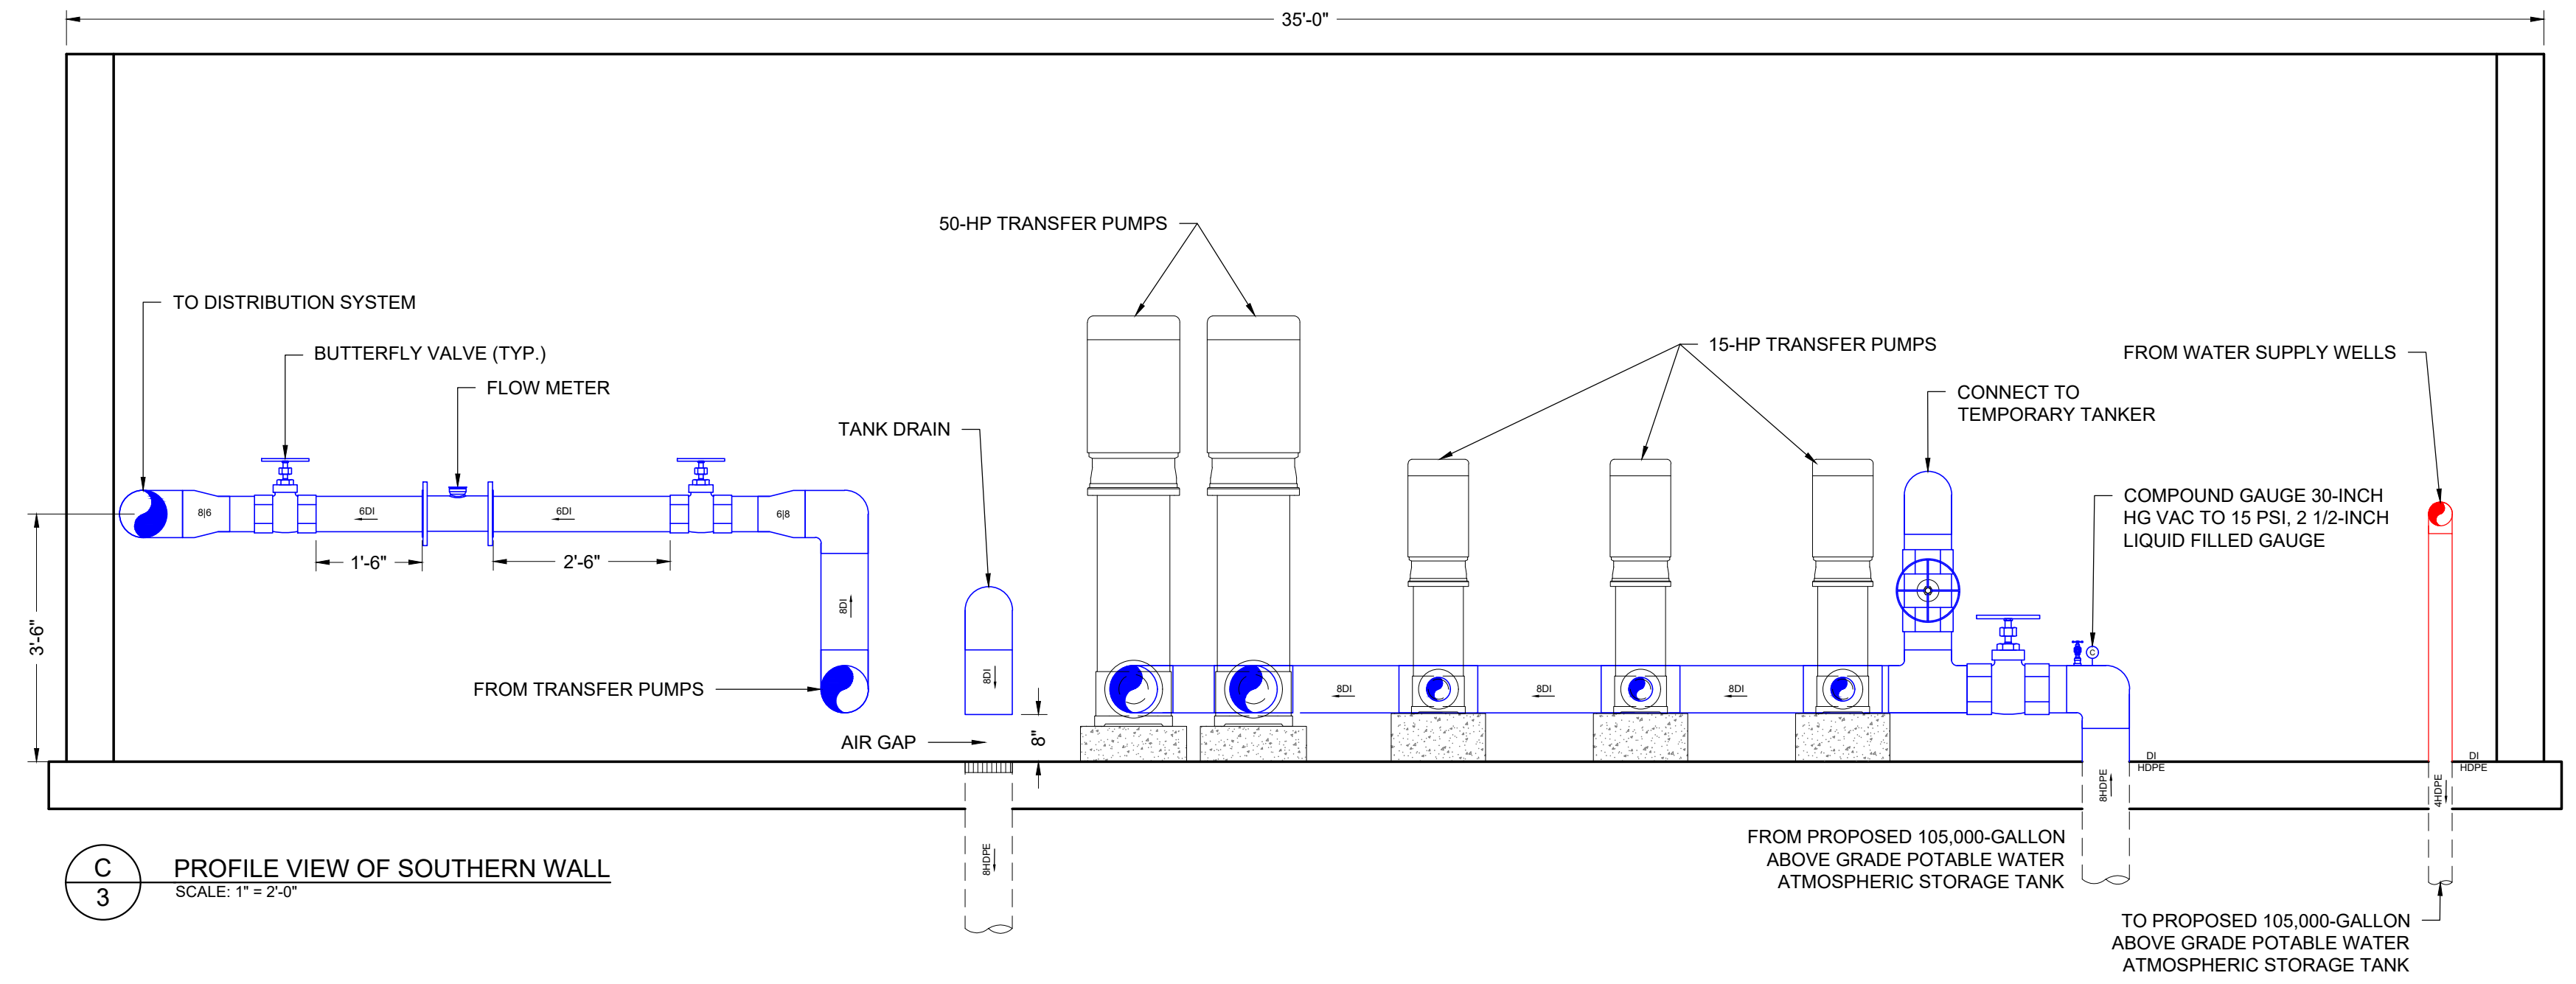 35'-0"
50-HP TRANSFER PUMPS
TO DISTRIBUTION SYSTEM
BUTTERFLY VALVE (TYP.)
FLOW METER
15-HP TRANSFER PUMPS
FROM WATER SUPPLY WELLS
CONNECT TO
TEMPORARY TANKER
TANK DRAIN
COMPOUND GAUGE 30-INCH
HG VAC TO 15 PSI, 2 1/2-INCH
LIQUID FILLED GAUGE
8|6
6DI
6DI
6|8
1'-6"
2'-6"
3'-6"
8DI
C
FROM TRANSFER PUMPS
8DI
8DI
8DI
8DI
AIR GAP
8"
DI
HDPE
DI
HDPE
8HDPE
4HDPE
8HDPE
FROM PROPOSED 105,000-GALLON
ABOVE GRADE POTABLE WATER
ATMOSPHERIC STORAGE TANK
C
3
PROFILE VIEW OF SOUTHERN WALL
SCALE: 1" = 2'-0"
TO PROPOSED 105,000-GALLON
ABOVE GRADE POTABLE WATER
ATMOSPHERIC STORAGE TANK